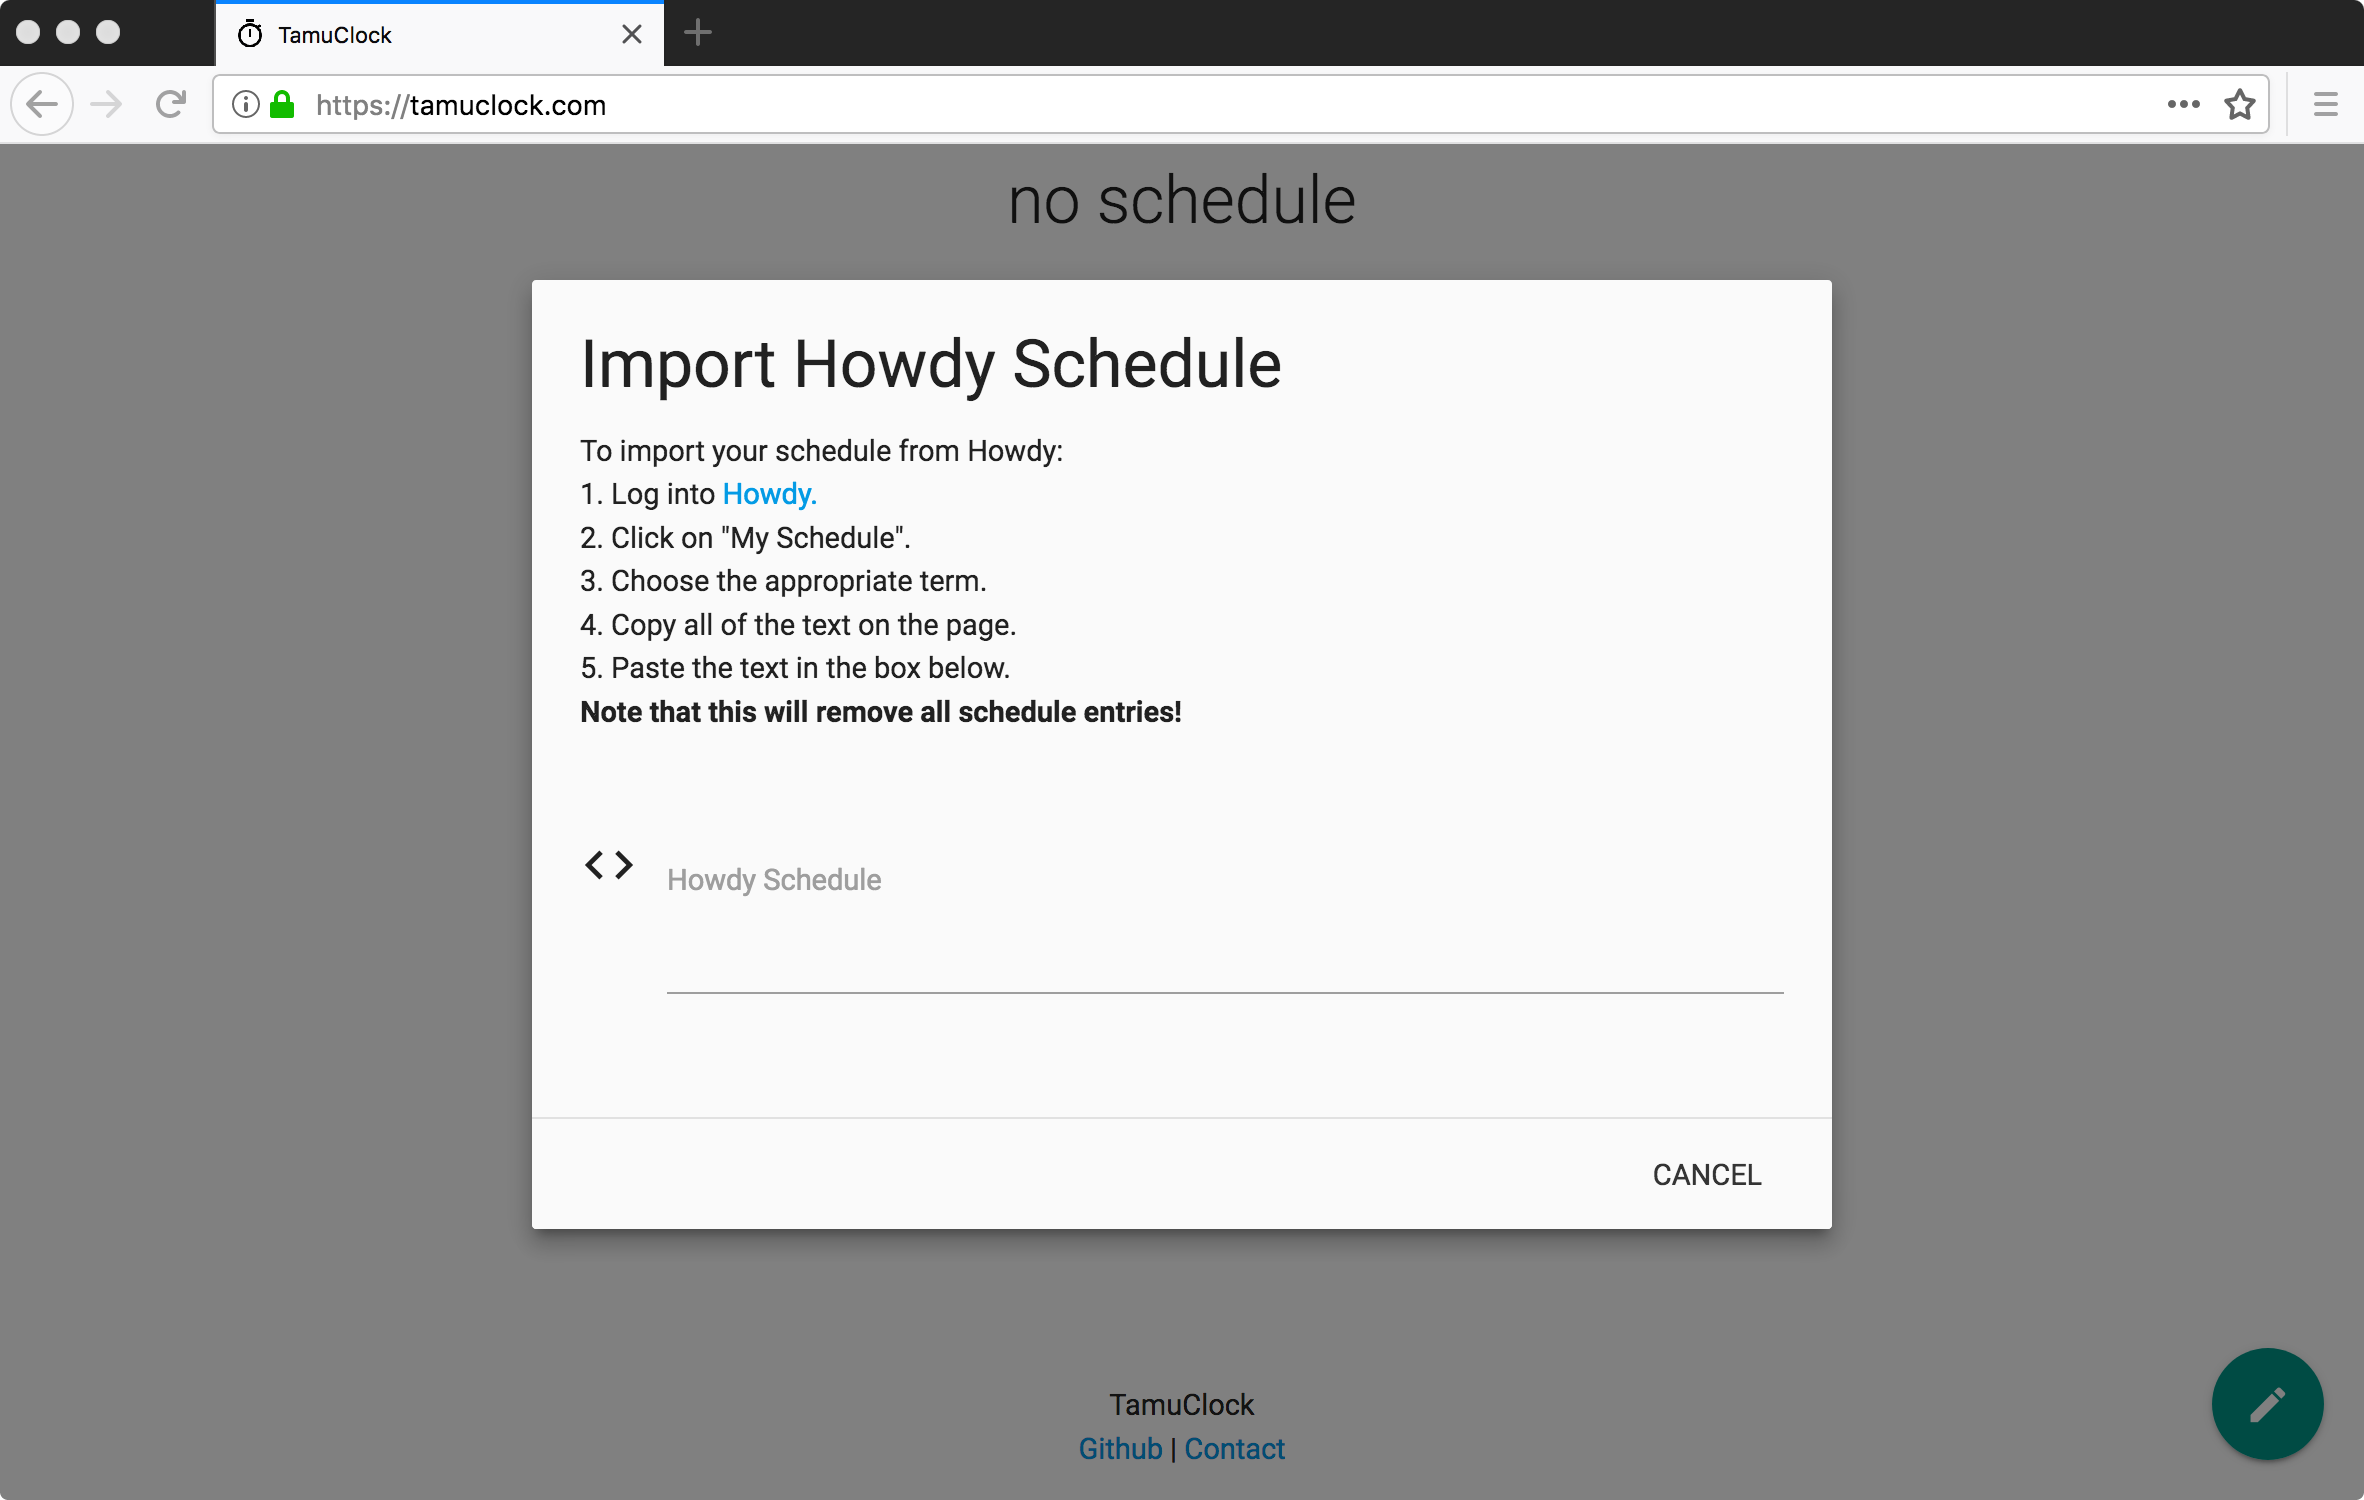 TamuClock
https://tamuclock.com
no schedule
Import Howdy Schedule
To import your schedule from Howdy:
1. Log into Howdy.
2. Click on "My Schedule".
3. Choose the appropriate term.
4. Copy all of the text on the page.
5. Paste the text in the box below.
Note that this will remove all schedule entries!
Howdy Schedule
CANCEL
TamuClock
Github | Contact